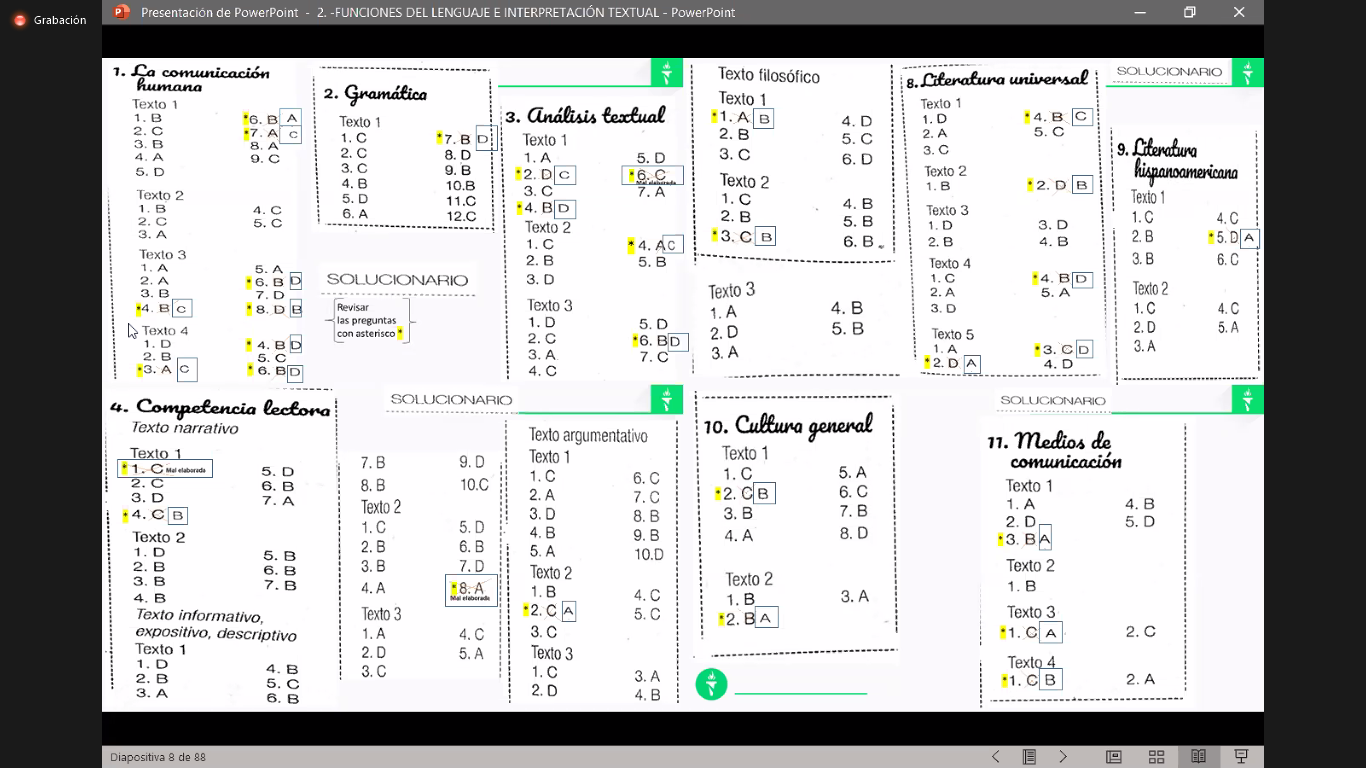 Grabación
Presentación de PowerPoint - 2. -FUNCIONES DEL LENGUAJE E INTERPRETACIÓN TEXTUAL - PowerPoint
1. La comunicación
humana
Texto 1
1. B
2. C
3. B
4. A
5. D
*6. B A
*7. A C
8. A
9. C
Texto 2
1. B
2. C
3. A
4. C
5. C
Texto 3
1. A
2. A
3. B
*4. B C
5. A
*6. B D
7. D
*8. D B
Texto 4
1. D
2. B
*3. A C
*4. B D
5. C
*6. B D
2. Gramática
Texto 1
1. C
2. C
3. C
4. B
5. D
6. A
*7. B D
8. D
9. B
10.B
11.C
12.C
SOLUCIONARIO
Revisar
las preguntas
con asterisco *
3. Análisis textual
Texto 1
1. A
*2. D C
3. C
*4. B D
5. D
*6. C
Mal elaborada
7. A
Texto 2
1. C
2. B
3. D
*4. A C
5. B
Texto 3
1. D
2. C
3. A
4. C
5. D
*6. B D
7. C
Texto filosófico
Texto 1
*1. A B
2. B
3. C
4. D
5. C
6. D
Texto 2
1. C
2. B
*3. C B
4. B
5. B
6. B
Texto 3
1. A
2. D
3. A
4. B
5. B
8. Literatura universal
Texto 1
1. D
2. A
3. C
*4. B C
5. C
Texto 2
1. B
*2. D B
Texto 3
1. D
2. B
3. D
4. B
Texto 4
1. C
2. A
3. D
*4. B D
5. A
Texto 5
1. A
*2. D A
*3. C D
4. D
SOLUCIONARIO
9. Literatura
hispanoamericana
Texto 1
1. C
2. B
3. B
4. C
*5. D A
6. C
Texto 2
1. C
2. D
3. A
4. C
5. A
4. Competencia lectora
Texto narrativo
Texto 1
*1. C Mal elaborada
2. C
3. D
*4. C B
5. D
6. B
7. A
Texto 2
1. D
2. B
3. B
4. B
5. B
6. B
7. B
Texto informativo,
expositivo, descriptivo
Texto 1
1. D
2. B
3. A
4. B
5. C
6. B
SOLUCIONARIO
7. B
8. B
9. D
10.C
Texto 2
1. C
2. B
3. B
4. A
5. D
6. B
7. D
*8. A
Mal elaborada
Texto 3
1. A
2. D
3. C
4. C
5. A
Texto argumentativo
Texto 1
1. C
2. A
3. D
4. B
5. A
6. C
7. C
8. B
9. B
10.D
Texto 2
1. B
*2. C A
3. C
4. C
5. C
Texto 3
1. C
2. D
3. A
4. B
10. Cultura general
Texto 1
1. C
*2. C B
3. B
4. A
5. A
6. C
7. B
8. D
Texto 2
1. B
*2. B A
3. A
SOLUCIONARIO
11. Medios de
comunicación
Texto 1
1. A
2. D
*3. B A
4. B
5. D
Texto 2
1. B
Texto 3
*1. C A
2. C
Texto 4
*1. C B
2. A
Diapositiva 8 de 88